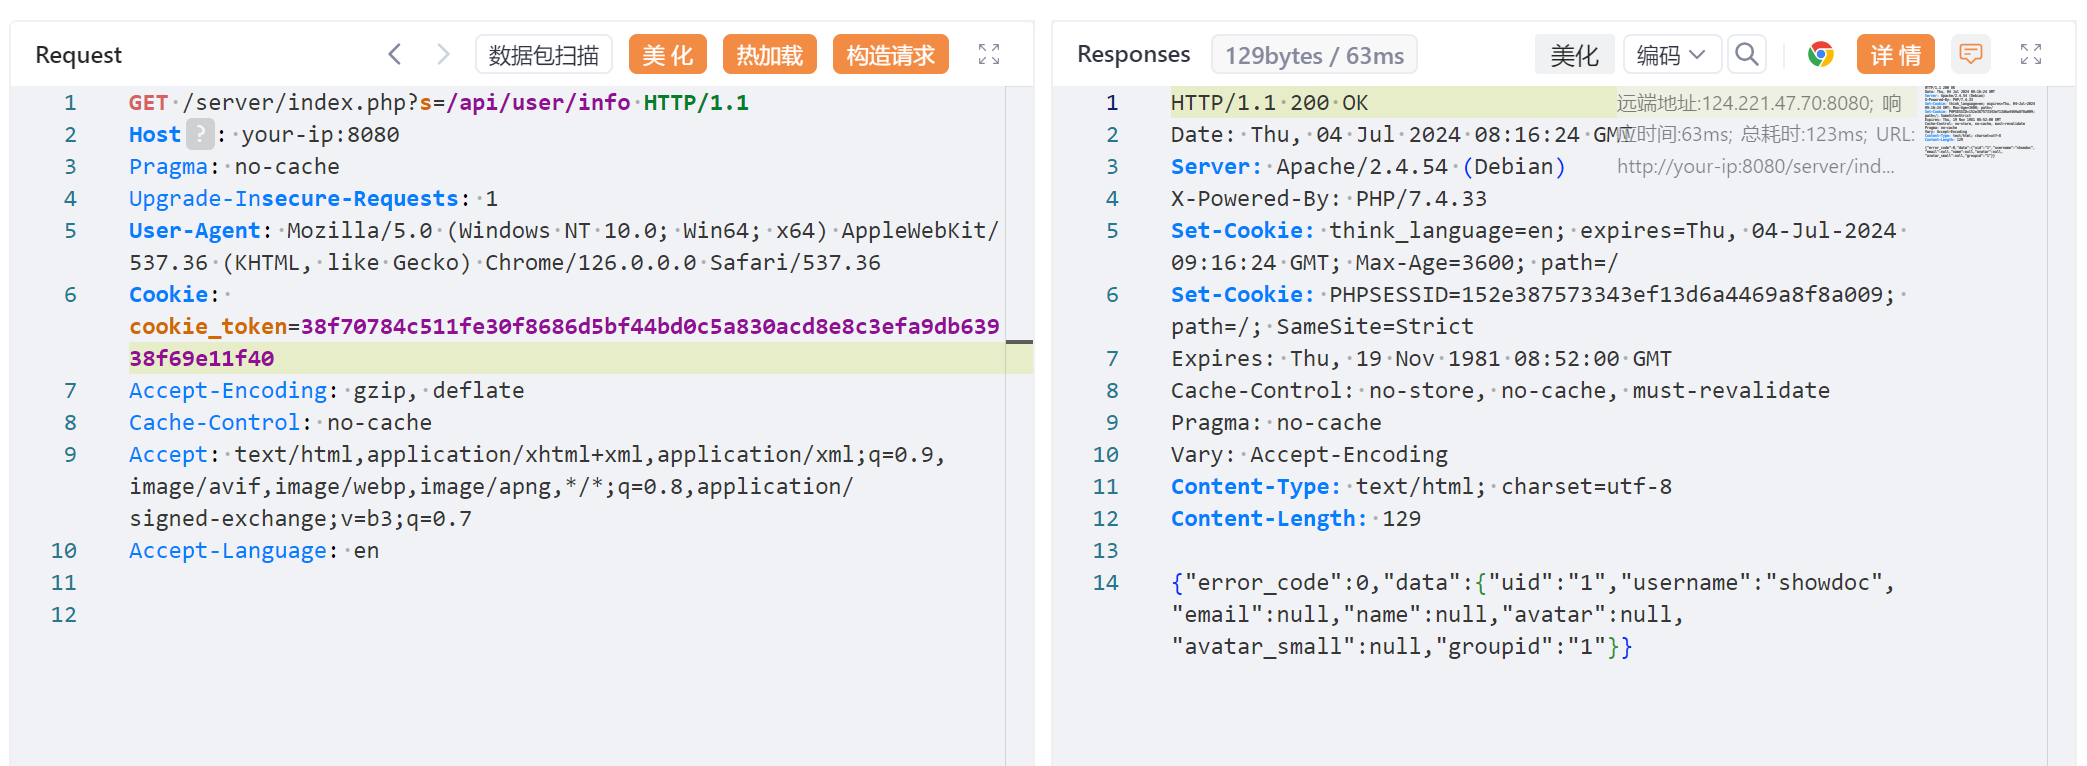 Request 数据包扫描 美 化 热加载 构造请求
1 GET /server/index.php?s=/api/user/info HTTP/1.1
2 Host ? : your-ip:8080
3 Pragma: no-cache
4 Upgrade-Insecure-Requests: 1
5 User-Agent: Mozilla/5.0 (Windows NT 10.0; Win64; x64) AppleWebKit/
537.36 (KHTML, like Gecko) Chrome/126.0.0.0 Safari/537.36
6 Cookie:
cookie_token=38f70784c511fe30f8686d5bf44bd0c5a830acd8e8c3efa9db639
38f69e11f40
7 Accept-Encoding: gzip, deflate
8 Cache-Control: no-cache
9 Accept: text/html,application/xhtml+xml,application/xml;q=0.9,
image/avif,image/webp,image/apng,*/*;q=0.8,application/
signed-exchange;v=b3;q=0.7
10 Accept-Language: en
11
12
Responses 129bytes / 63ms 美化 编码 详 情
1 HTTP/1.1 200 OK
2 Date: Thu, 04 Jul 2024 08:16:24 GMT
3 Server: Apache/2.4.54 (Debian)
4 X-Powered-By: PHP/7.4.33
5 Set-Cookie: think_language=en; expires=Thu, 04-Jul-2024
09:16:24 GMT; Max-Age=3600; path=/
6 Set-Cookie: PHPSESSID=152e387573343ef13d6a4469a8f8a009;
path=/; SameSite=Strict
7 Expires: Thu, 19 Nov 1981 08:52:00 GMT
8 Cache-Control: no-store, no-cache, must-revalidate
9 Pragma: no-cache
10 Vary: Accept-Encoding
11 Content-Type: text/html; charset=utf-8
12 Content-Length: 129
13
14 {"error_code":0,"data":{"uid":"1","username":"showdoc",
"email":null,"name":null,"avatar":null,
"avatar_small":null,"groupid":"1"}}
远端地址:124.221.47.70:8080; 响
应时间:63ms; 总耗时:123ms; URL:
http://your-ip:8080/server/ind...